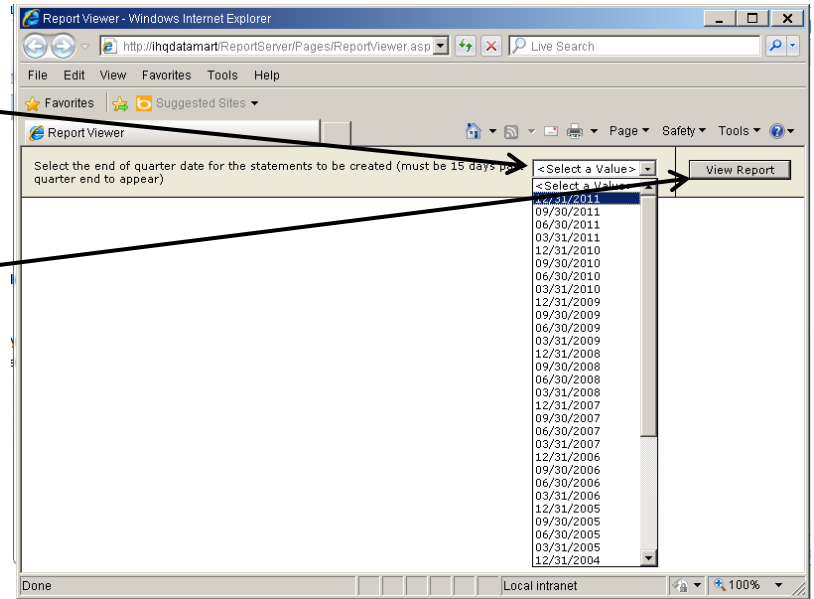 Report Viewer - Windows Internet Explorer
http://ihqdatamart/ReportServer/Pages/ReportViewer.asp
Live Search
File Edit View Favorites Tools Help
Favorites Suggested Sites
Report Viewer
Page Safety Tools
Select the end of quarter date for the statements to be created (must be 15 days
quarter end to appear)
<Select a Value>
View Report
<Select a Value>
12/31/2011
09/30/2011
06/30/2011
03/31/2011
12/31/2010
09/30/2010
06/30/2010
03/31/2010
12/31/2009
09/30/2009
06/30/2009
03/31/2009
12/31/2008
09/30/2008
06/30/2008
03/31/2008
12/31/2007
09/30/2007
06/30/2007
03/31/2007
12/31/2006
09/30/2006
06/30/2006
03/31/2006
12/31/2005
09/30/2005
06/30/2005
03/31/2005
12/31/2004
Done
Local intranet
100%